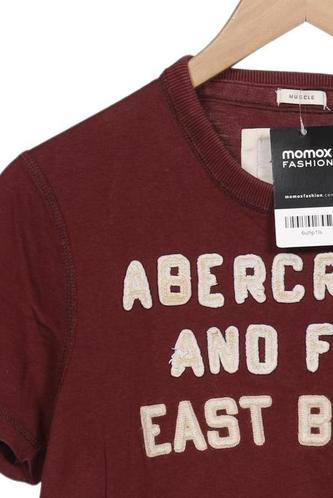 MUSCLE
momox
FASHION
momoxfashion.com
ABERCR
AND F
EAST B